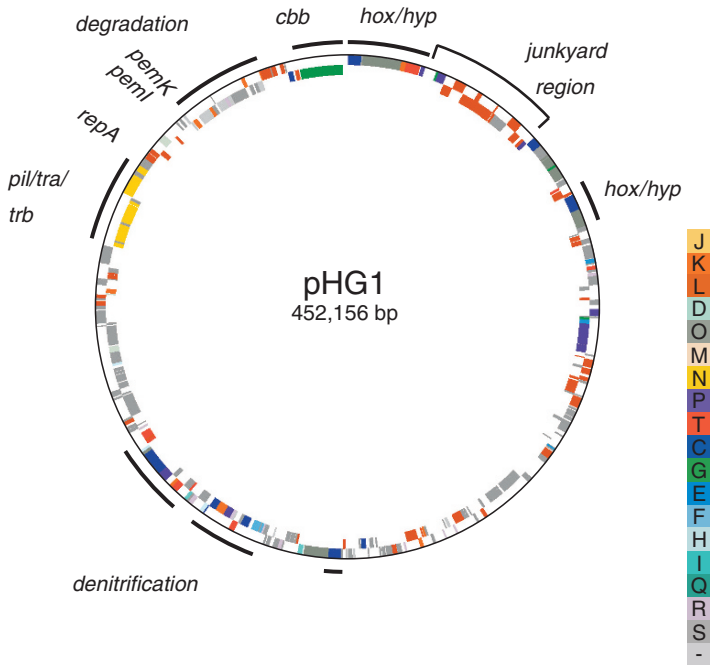 degradation
cbb
hox/hyp
junkyard
region
pemK
pemI
repA
pil/tra/
trb
hox/hyp
pHG1
452,156 bp
denitrification
J
K
L
D
O
M
N
P
T
C
G
E
F
H
I
Q
R
S
-